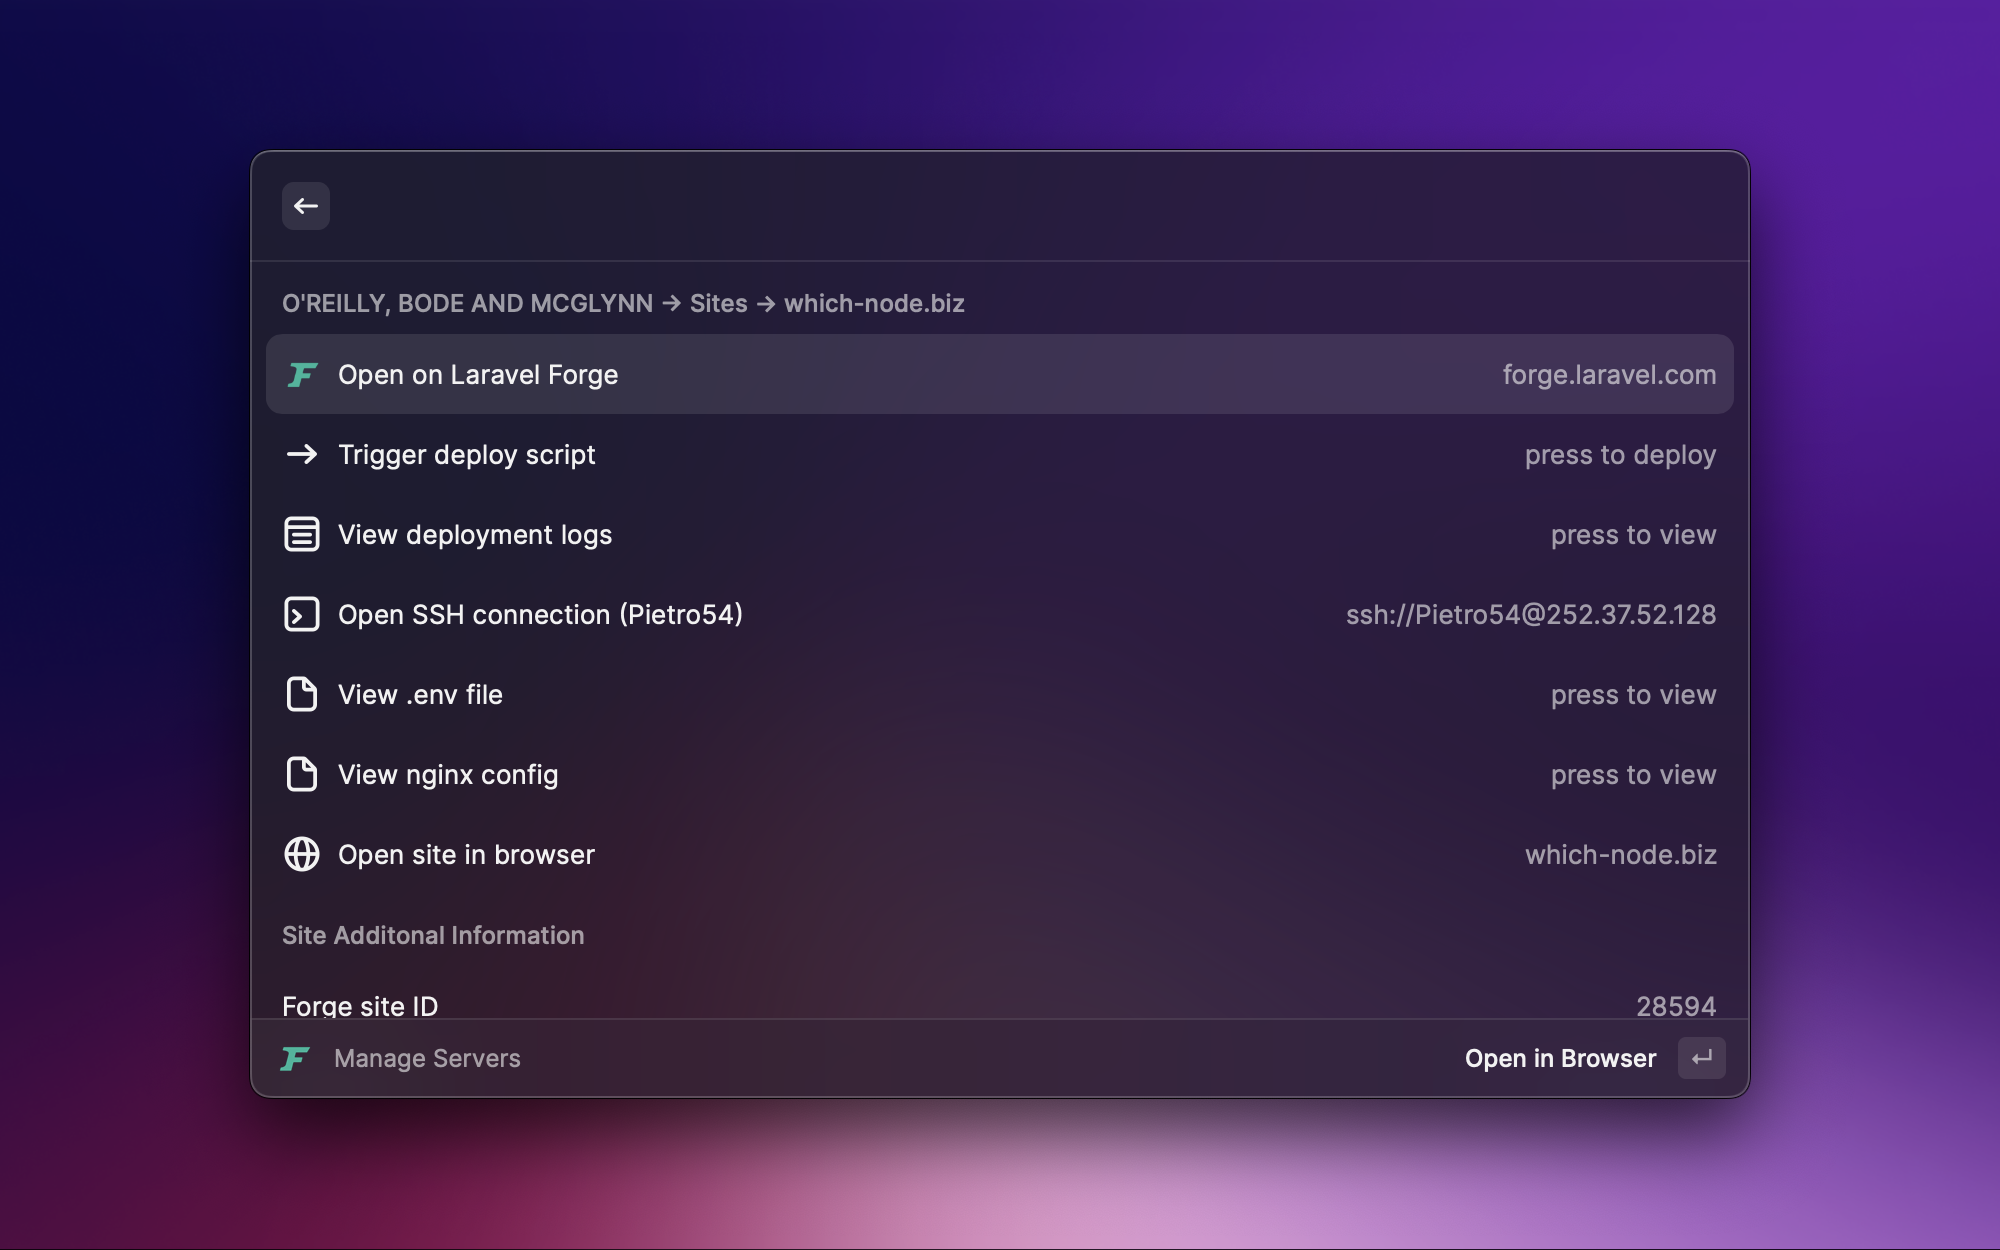 O'REILLY, BODE AND MCGLYNN → Sites → which-node.biz
Open on Laravel Forge forge.laravel.com
Trigger deploy script press to deploy
View deployment logs press to view
Open SSH connection (Pietro54) ssh://Pietro54@252.37.52.128
View .env file press to view
View nginx config press to view
Open site in browser which-node.biz
Site Additonal Information
Forge site ID 28594
Manage Servers Open in Browser